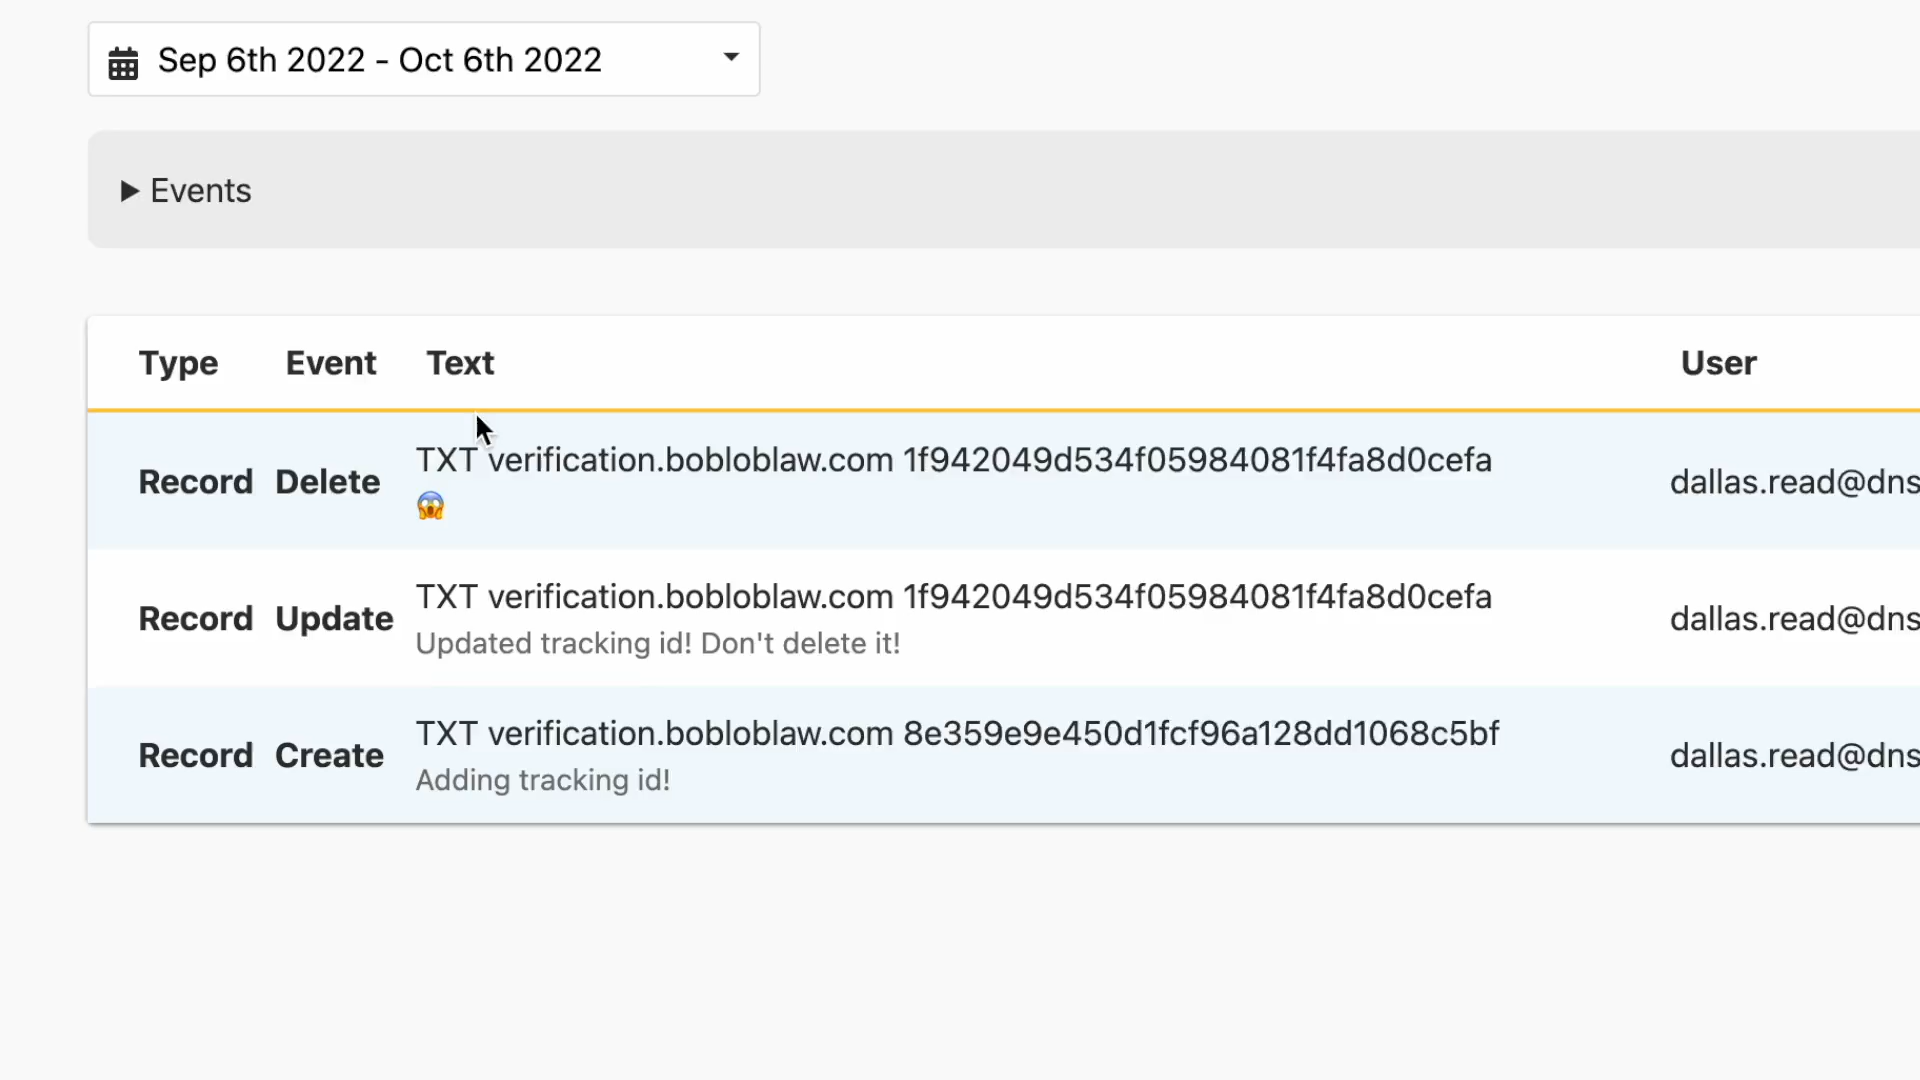 Sep 6th 2022 - Oct 6th 2022
Events
Type Event Text User
TXT verification.bobloblaw.com 1f942049d534f05984081f4fa8d0cefa
Record Delete 😱 dallas.read@dns
TXT verification.bobloblaw.com 1f942049d534f05984081f4fa8d0cefa
Record Update dallas.read@dns
Updated tracking id! Don't delete it!
TXT verification.bobloblaw.com 8e359e9e450d1fcf96a128dd1068c5bf
Record Create dallas.read@dns
Adding tracking id!